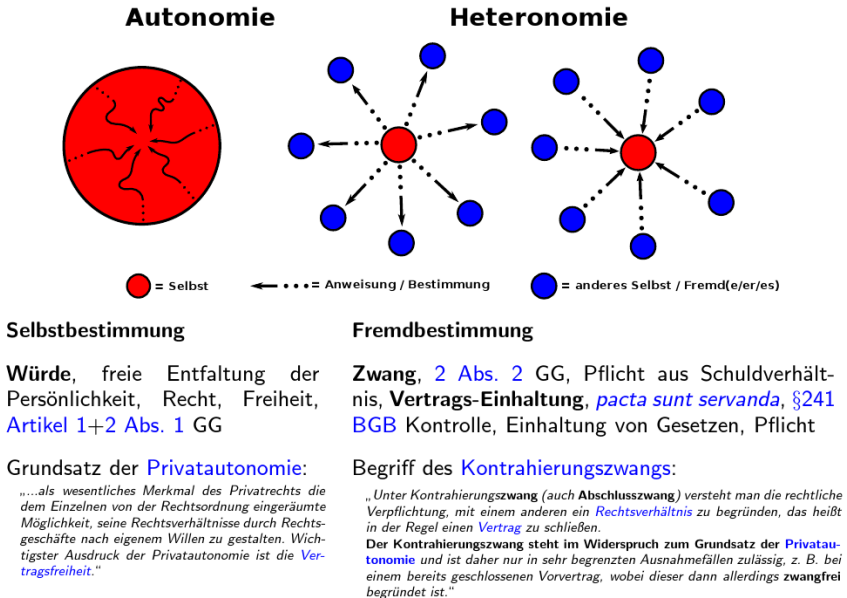 Autonomie
Heteronomie
= Selbst
= Anweisung / Bestimmung
= anderes Selbst / Fremd(e/er/es)
Selbstbestimmung
Würde, freie Entfaltung der
Persönlichkeit, Recht, Freiheit,
Artikel 1+2 Abs. 1 GG
Grundsatz der Privatautonomie:
„...als wesentliches Merkmal des Privatrechts die
dem Einzelnen von der Rechtsordnung eingeräumte
Möglichkeit, seine Rechtsverhältnisse durch Rechts-
geschäfte nach eigenem Willen zu gestalten. Wich-
tigster Ausdruck der Privatautonomie ist die Ver-
tragsfreiheit.“
Fremdbestimmung
Zwang, 2 Abs. 2 GG, Pflicht aus Schuldverhält-
nis, Vertrags-Einhaltung, pacta sunt servanda, §241
BGB Kontrolle, Einhaltung von Gesetzen, Pflicht
Begriff des Kontrahierungszwangs:
„Unter Kontrahierungszwang (auch Abschlusszwang) versteht man die rechtliche
Verpflichtung, mit einem anderen ein Rechtsverhältnis zu begründen, das heißt
in der Regel einen Vertrag zu schließen.
Der Kontrahierungszwang steht im Widerspruch zum Grundsatz der Privatau-
tonomie und ist daher nur in sehr begrenzten Ausnahmefällen zulässig, z. B. bei
einem bereits geschlossenen Vorvertrag, wobei dieser dann allerdings zwangfrei
begründet ist.“